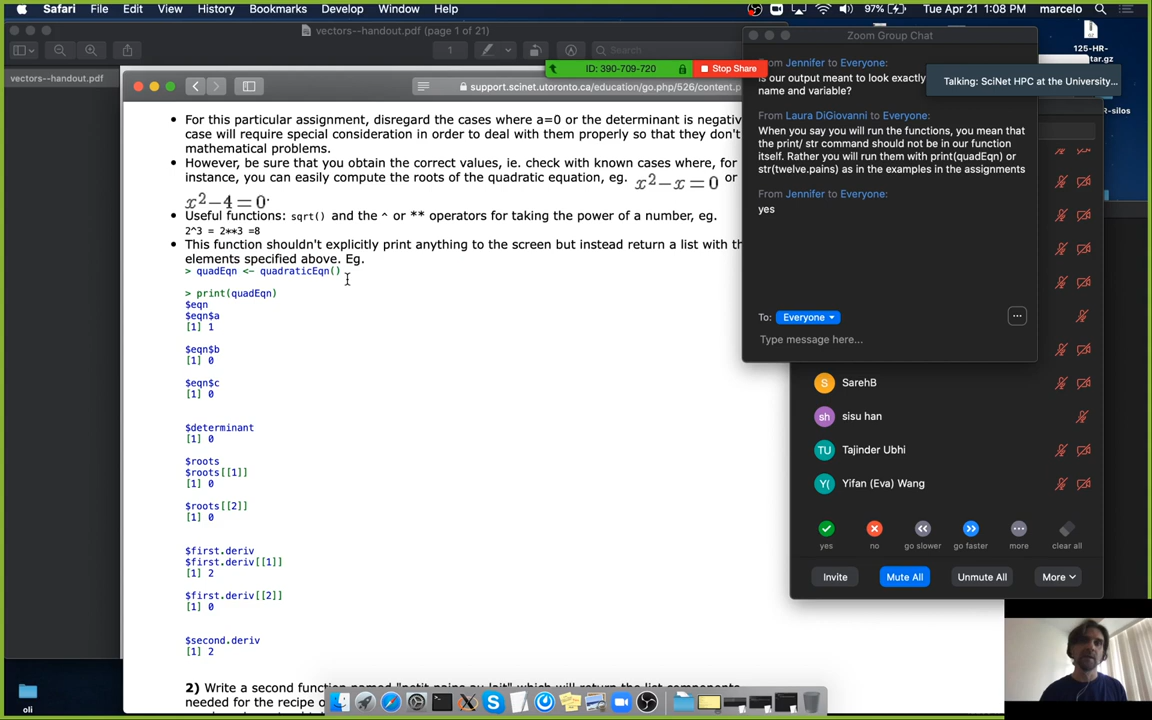 Safari File Edit View History Bookmarks Develop Window Help
97% Tue Apr 21 1:08 PM marcelo
vectors--handout.pdf (page 1 of 21)
1
Search
vectors--handout.pdf
ID: 390-709-720
Stop Share
support.scinet.utoronto.ca/education/go.php/526/content.p
• For this particular assignment, disregard the cases where a=0 or the determinant is negativ
case will require special consideration in order to deal with them properly so that they don't
mathematical problems.
• However, be sure that you obtain the correct values, ie. check with known cases where, for
instance, you can easily compute the roots of the quadratic equation, eg. x²−x=0 or
x²−4=0.
• Useful functions: sqrt() and the ^ or ** operators for taking the power of a number, eg.
2^3 = 2**3 =8
• This function shouldn't explicitly print anything to the screen but instead return a list with th
elements specified above. Eg.
> quadEqn <- quadraticEqn()
> print(quadEqn)
$eqn
$eqn$a
[1] 1
$eqn$b
[1] 0
$eqn$c
[1] 0
$determinant
[1] 0
$roots
$roots[[1]]
[1] 0
$roots[[2]]
[1] 0
$first.deriv
$first.deriv[[1]]
[1] 2
$first.deriv[[2]]
[1] 0
$second.deriv
[1] 2
2) Write a second function named "petit pains au lait" which will return the list components
needed for the recipe o
Zoom Group Chat
From Jennifer to Everyone:
is our output meant to look exactly
name and variable?
Talking: SciNet HPC at the University...
From Laura DiGiovanni to Everyone:
When you say you will run the functions, you mean that
the print/ str command should not be in our function
itself. Rather you will run them with print(quadEqn) or
str(twelve.pains) as in the examples in the assignments
From Jennifer to Everyone:
yes
To: Everyone
Type message here...
S SarehB
sh sisu han
TU Tajinder Ubhi
Y( Yifan (Eva) Wang
yes no go slower go faster more clear all
Invite Mute All Unmute All More
125-HR-
tar.gz
R-silos
oli